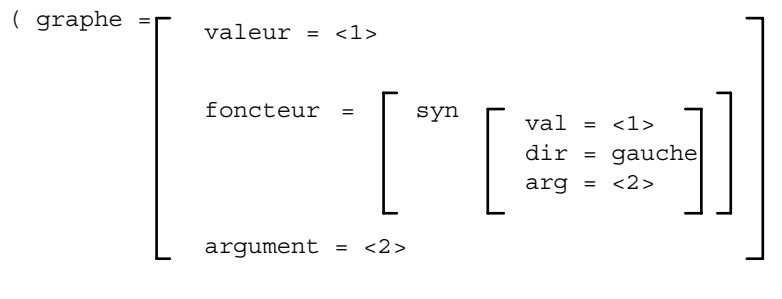 ( graphe =
valeur = <1>
foncteur = syn
val = <1>
dir = gauche
arg = <2>
argument = <2>